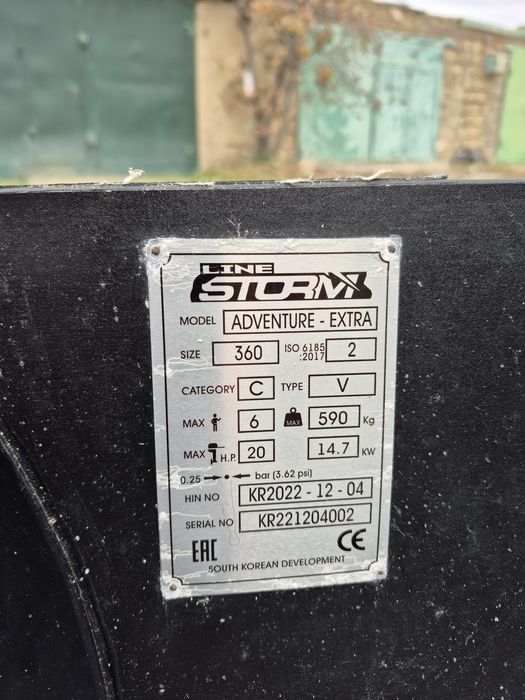 LINE
STORM
MODEL ADVENTURE - EXTRA
SIZE 360 ISO 6185 :2017 2
CATEGORY C TYPE V
MAX 6 MAX 590 Kg
MAX H.P. 20 14.7 KW
0.25 bar (3.62 psi)
HIN NO KR2022 - 12 - 04
SERIAL NO KR221204002
EAC CE
SOUTH KOREAN DEVELOPMENT